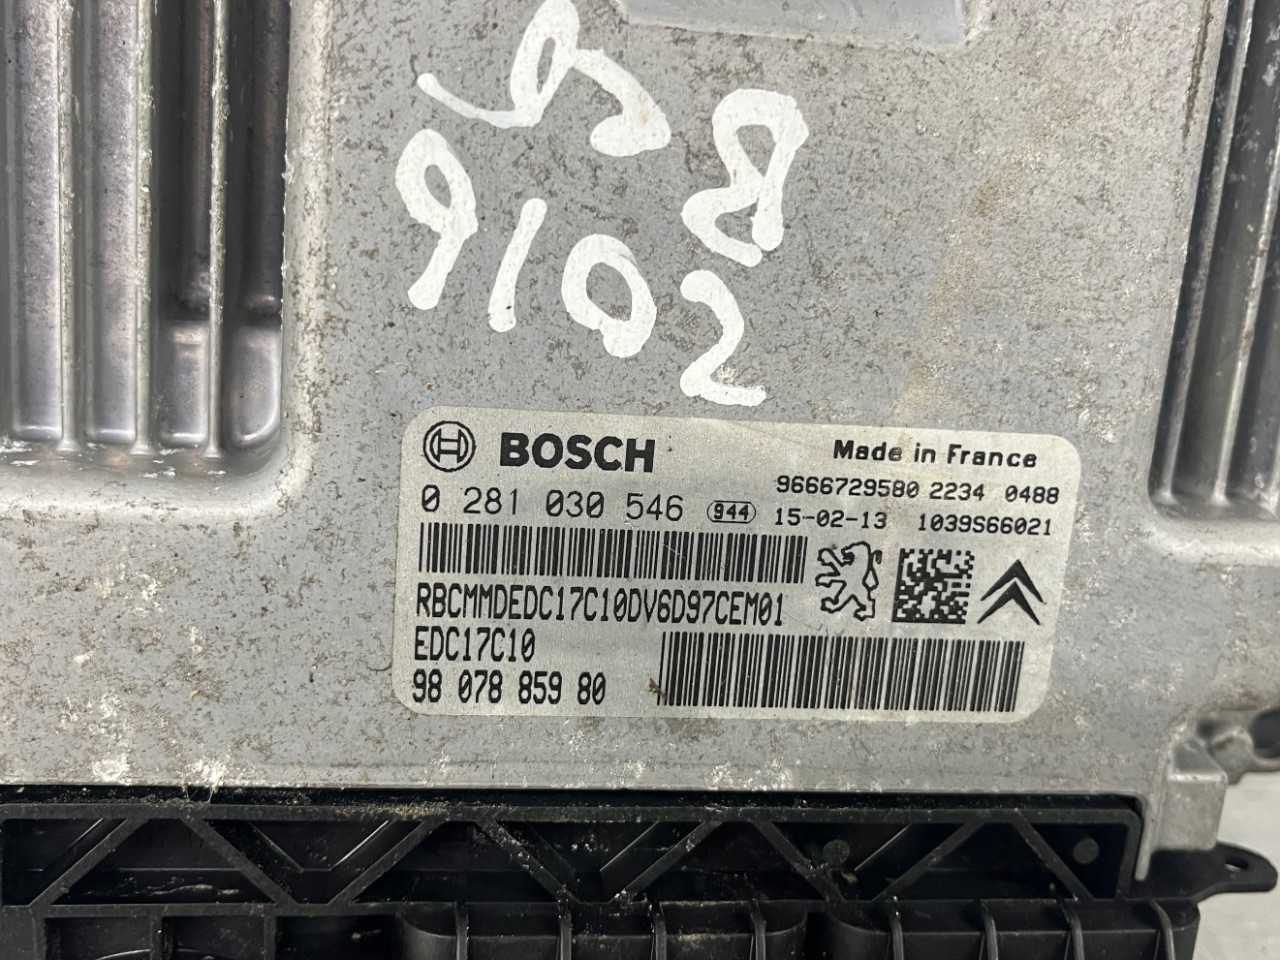 958
9102
BOSCH
Made in France
9666729580 2234 0488
0 281 030 546 944 15-02-13 1039S66021
RBCMMDEDC17C10DV6D97CEM01
EDC17C10
98 078 859 80